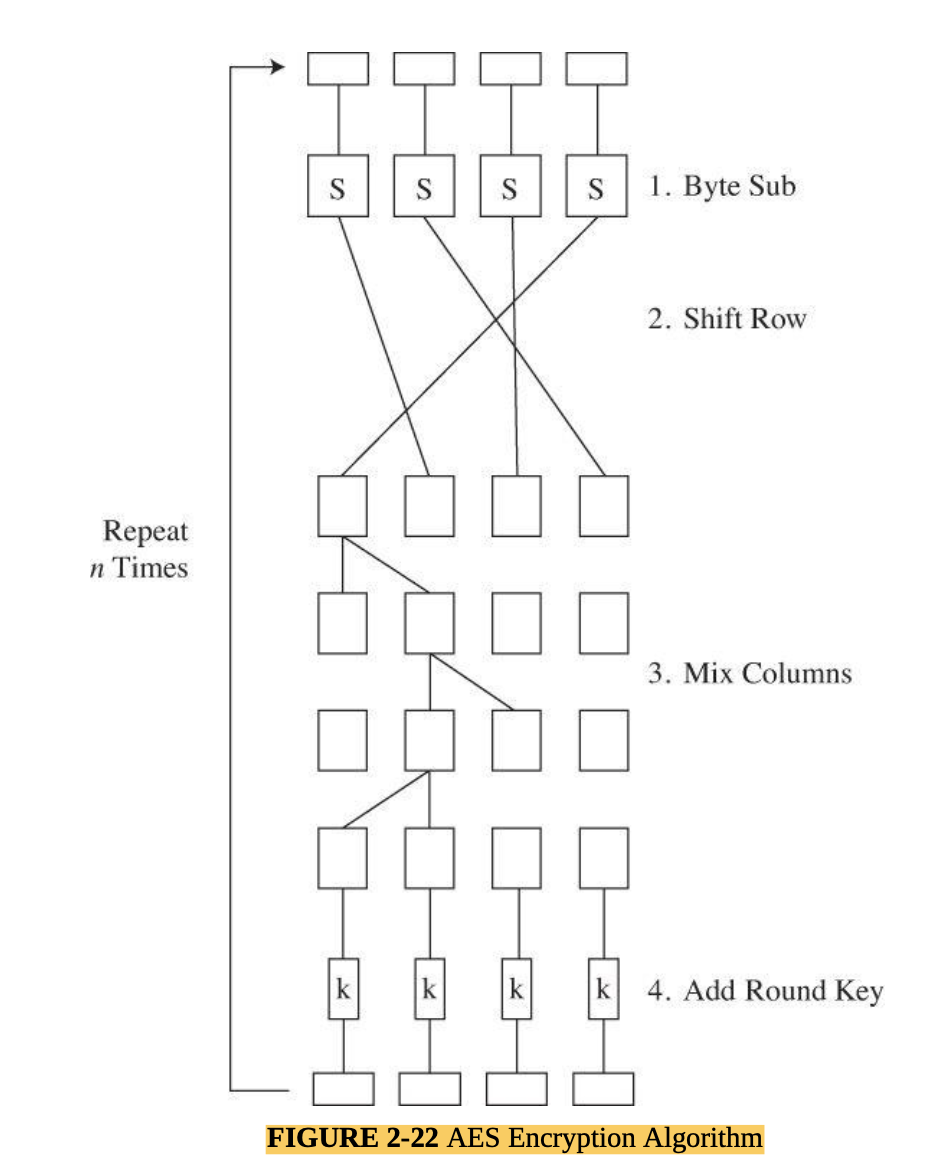 S S S S 1. Byte Sub
2. Shift Row
Repeat
n Times
3. Mix Columns
k k k k 4. Add Round Key
FIGURE 2-22 AES Encryption Algorithm